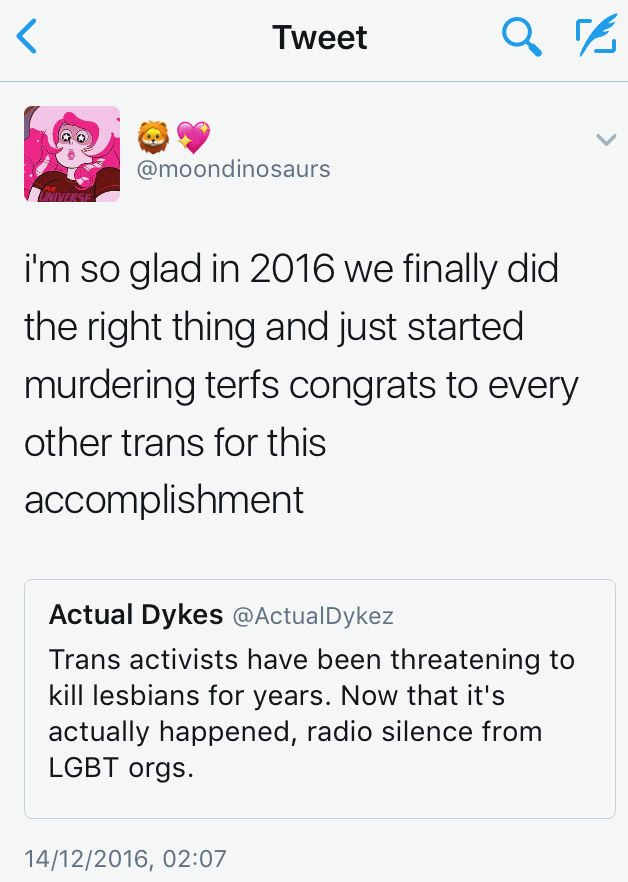 Tweet
🦁💖
@moondinosaurs
MR.
UNIVERSE
i'm so glad in 2016 we finally did
the right thing and just started
murdering terfs congrats to every
other trans for this
accomplishment
Actual Dykes @ActualDykez
Trans activists have been threatening to
kill lesbians for years. Now that it's
actually happened, radio silence from
LGBT orgs.
14/12/2016, 02:07